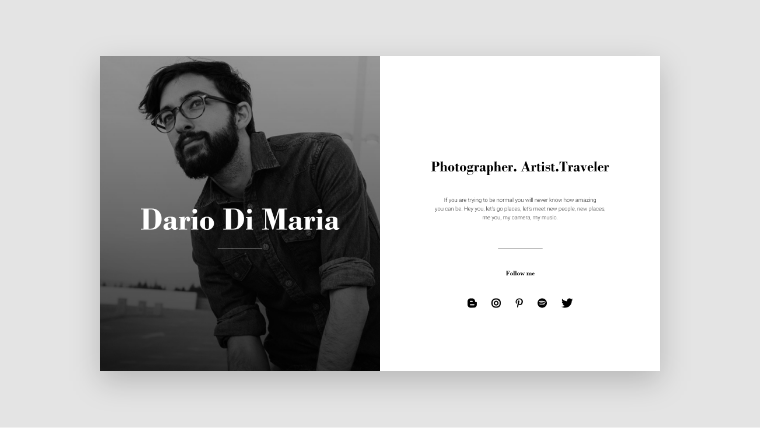 Dario Di Maria
Photographer. Artist.Traveler
If you are trying to be normal you will never know how amazing
you can be. Hey you, let's go places, let's meet new people, new places.
me you, my camera, my music.
Follow me